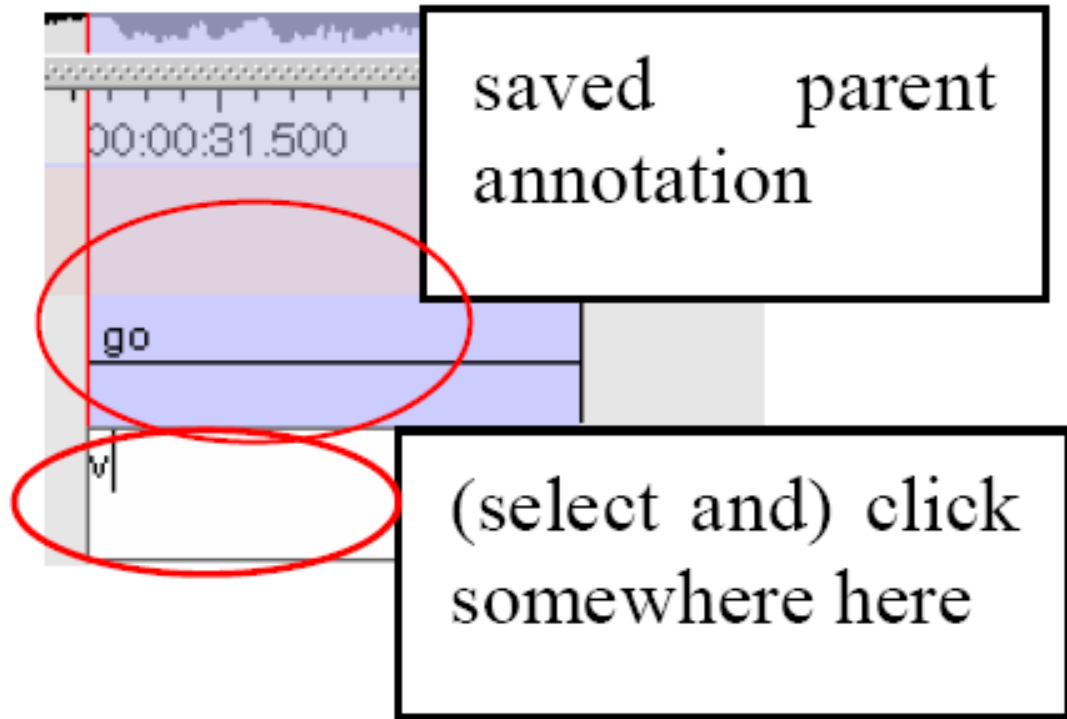 saved parent
annotation
00:00:31.500
go
v
(select and) click
somewhere here